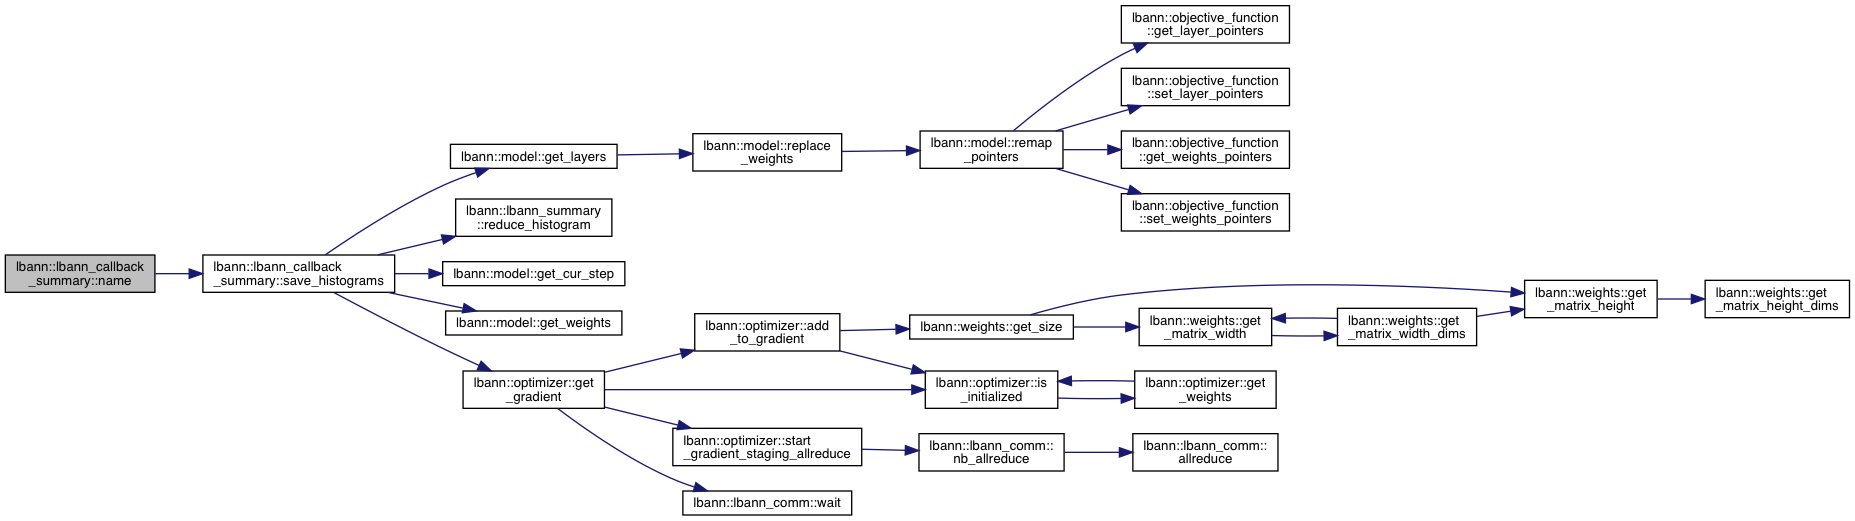 lbann::lbann_callback
_summary::name
lbann::lbann_callback
_summary::save_histograms
lbann::model::get_layers
lbann::model::replace
_weights
lbann::model::remap
_pointers
lbann::objective_function
::get_layer_pointers
lbann::objective_function
::set_layer_pointers
lbann::objective_function
::get_weights_pointers
lbann::objective_function
::set_weights_pointers
lbann::lbann_summary
::reduce_histogram
lbann::model::get_cur_step
lbann::model::get_weights
lbann::optimizer::get
_gradient
lbann::optimizer::add
_to_gradient
lbann::weights::get_size
lbann::weights::get
_matrix_width
lbann::weights::get
_matrix_width_dims
lbann::weights::get
_matrix_height
lbann::weights::get
_matrix_height_dims
lbann::optimizer::is
_initialized
lbann::optimizer::get
_weights
lbann::optimizer::start
_gradient_staging_allreduce
lbann::lbann_comm::
nb_allreduce
lbann::lbann_comm::
allreduce
lbann::lbann_comm::wait